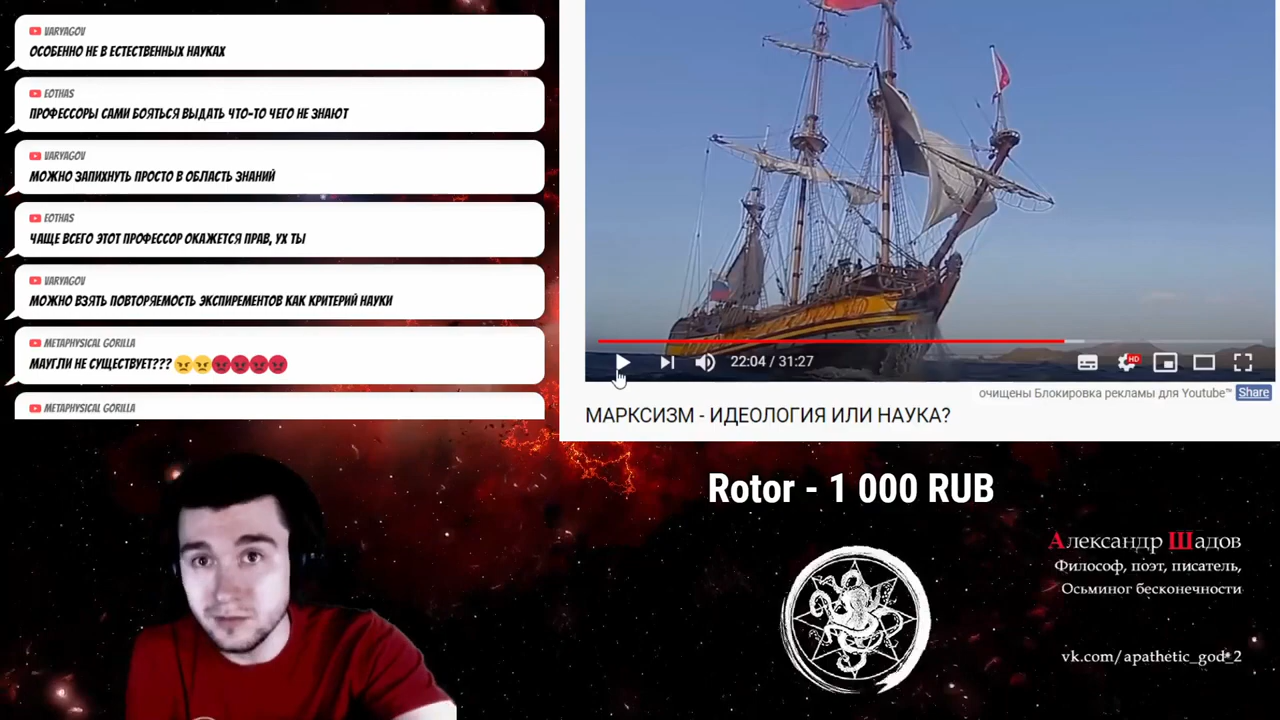 VARYAGOV
ОСОБЕННО НЕ В ЕСТЕСТВЕННЫХ НАУКАХ
EOTHAS
ПРОФЕССОРЫ САМИ БОЯТЬСЯ ВЫДАТЬ ЧТО-ТО ЧЕГО НЕ ЗНАЮТ
VARYAGOV
МОЖНО ЗАПИХНУТЬ ПРОСТО В ОБЛАСТЬ ЗНАНИЙ
EOTHAS
ЧАЩЕ ВСЕГО ЭТОТ ПРОФЕССОР ОКАЖЕТСЯ ПРАВ, УХ ТЫ
VARYAGOV
МОЖНО ВЗЯТЬ ПОВТОРЯЕМОСТЬ ЭКСПИРЕМЕНТОВ КАК КРИТЕРИЙ НАУКИ
METAPHYSICAL GORILLA
МАУГЛИ НЕ СУЩЕСТВУЕТ??? 😠😠😡😡😡😡
METAPHYSICAL GORILLA
22:04 / 31:27
HD
очищены Блокировка рекламы для Youtube™ Share
МАРКСИЗМ - ИДЕОЛОГИЯ ИЛИ НАУКА?
Rotor - 1 000 RUB
Александр Шадов
Философ, поэт, писатель,
Осьминог бесконечности
vk.com/apathetic_god_2